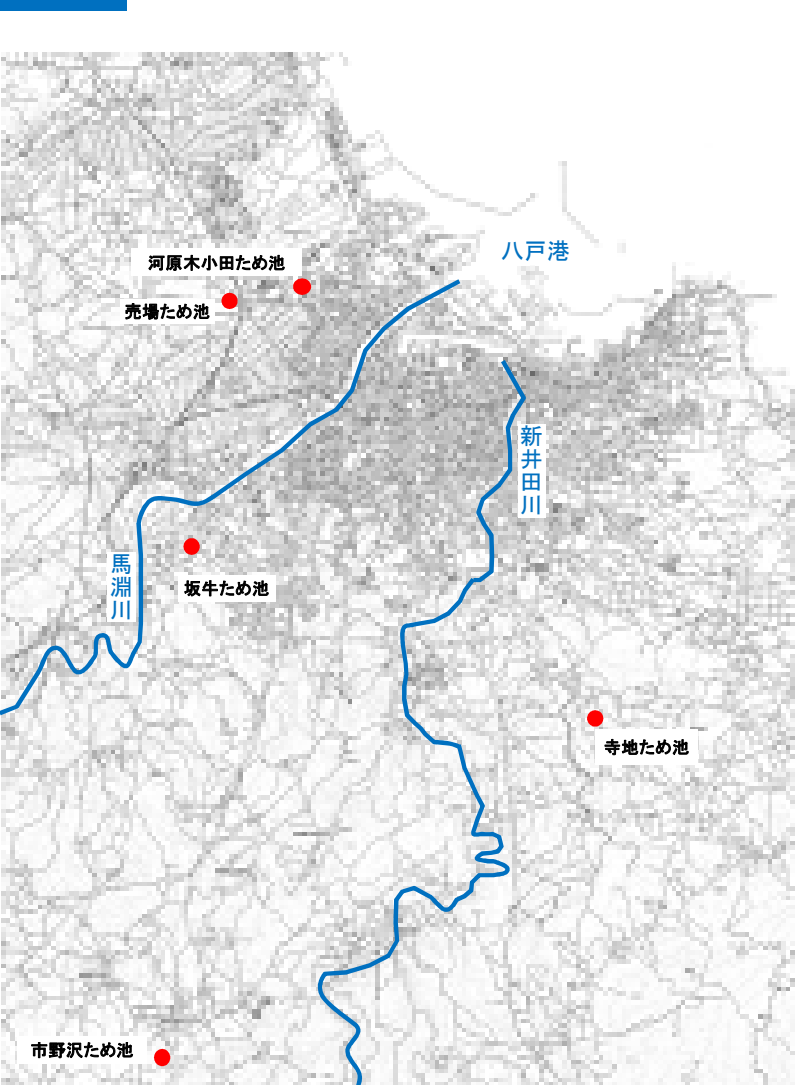 八戸港
河原木小田ため池
売場ため池
新井田川
馬淵川
坂牛ため池
寺地ため池
市野沢ため池